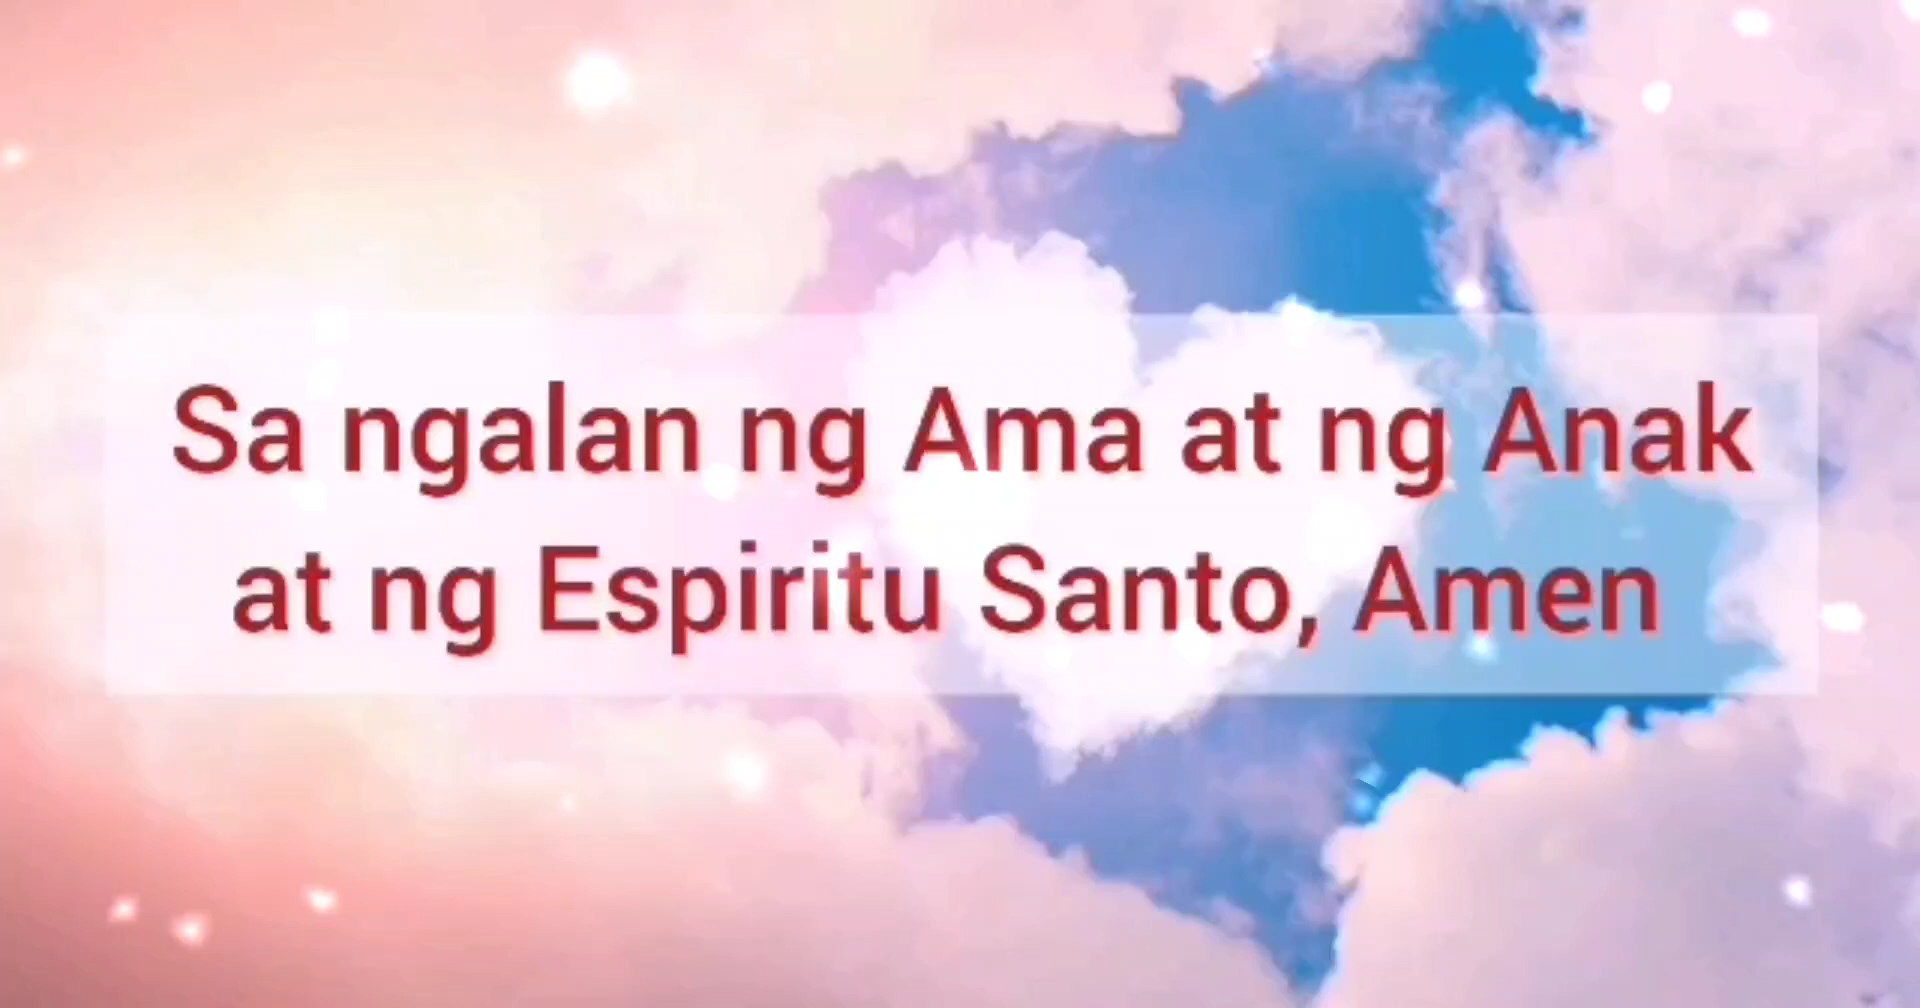 Sa ngalan ng Ama at ng Anak
at ng Espiritu Santo, Amen